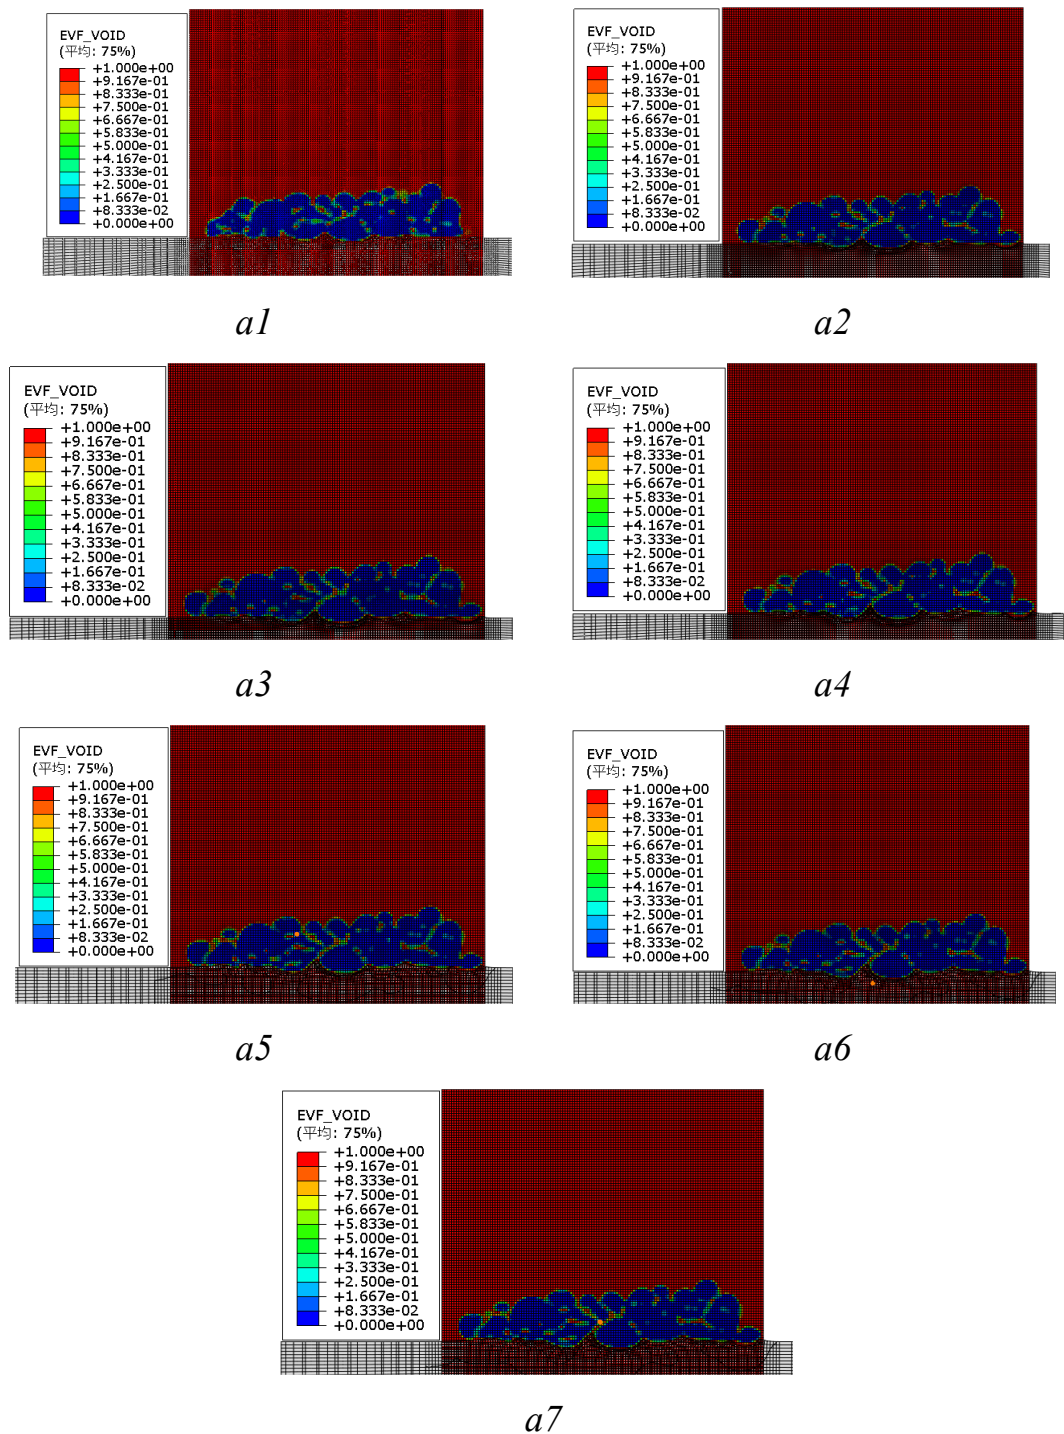 EVF_VOID
(平均: 75%)
+1.000e+00
+9.167e-01
+8.333e-01
+7.500e-01
+6.667e-01
+5.833e-01
+5.000e-01
+4.167e-01
+3.333e-01
+2.500e-01
+1.667e-01
+8.333e-02
+0.000e+00
a1
EVF_VOID
(平均: 75%)
+1.000e+00
+9.167e-01
+8.333e-01
+7.500e-01
+6.667e-01
+5.833e-01
+5.000e-01
+4.167e-01
+3.333e-01
+2.500e-01
+1.667e-01
+8.333e-02
+0.000e+00
a2
EVF_VOID
(平均: 75%)
+1.000e+00
+9.167e-01
+8.333e-01
+7.500e-01
+6.667e-01
+5.833e-01
+5.000e-01
+4.167e-01
+3.333e-01
+2.500e-01
+1.667e-01
+8.333e-02
+0.000e+00
a3
EVF_VOID
(平均: 75%)
+1.000e+00
+9.167e-01
+8.333e-01
+7.500e-01
+6.667e-01
+5.833e-01
+5.000e-01
+4.167e-01
+3.333e-01
+2.500e-01
+1.667e-01
+8.333e-02
+0.000e+00
a4
EVF_VOID
(平均: 75%)
+1.000e+00
+9.167e-01
+8.333e-01
+7.500e-01
+6.667e-01
+5.833e-01
+5.000e-01
+4.167e-01
+3.333e-01
+2.500e-01
+1.667e-01
+8.333e-02
+0.000e+00
a5
EVF_VOID
(平均: 75%)
+1.000e+00
+9.167e-01
+8.333e-01
+7.500e-01
+6.667e-01
+5.833e-01
+5.000e-01
+4.167e-01
+3.333e-01
+2.500e-01
+1.667e-01
+8.333e-02
+0.000e+00
a6
EVF_VOID
(平均: 75%)
+1.000e+00
+9.167e-01
+8.333e-01
+7.500e-01
+6.667e-01
+5.833e-01
+5.000e-01
+4.167e-01
+3.333e-01
+2.500e-01
+1.667e-01
+8.333e-02
+0.000e+00
a7